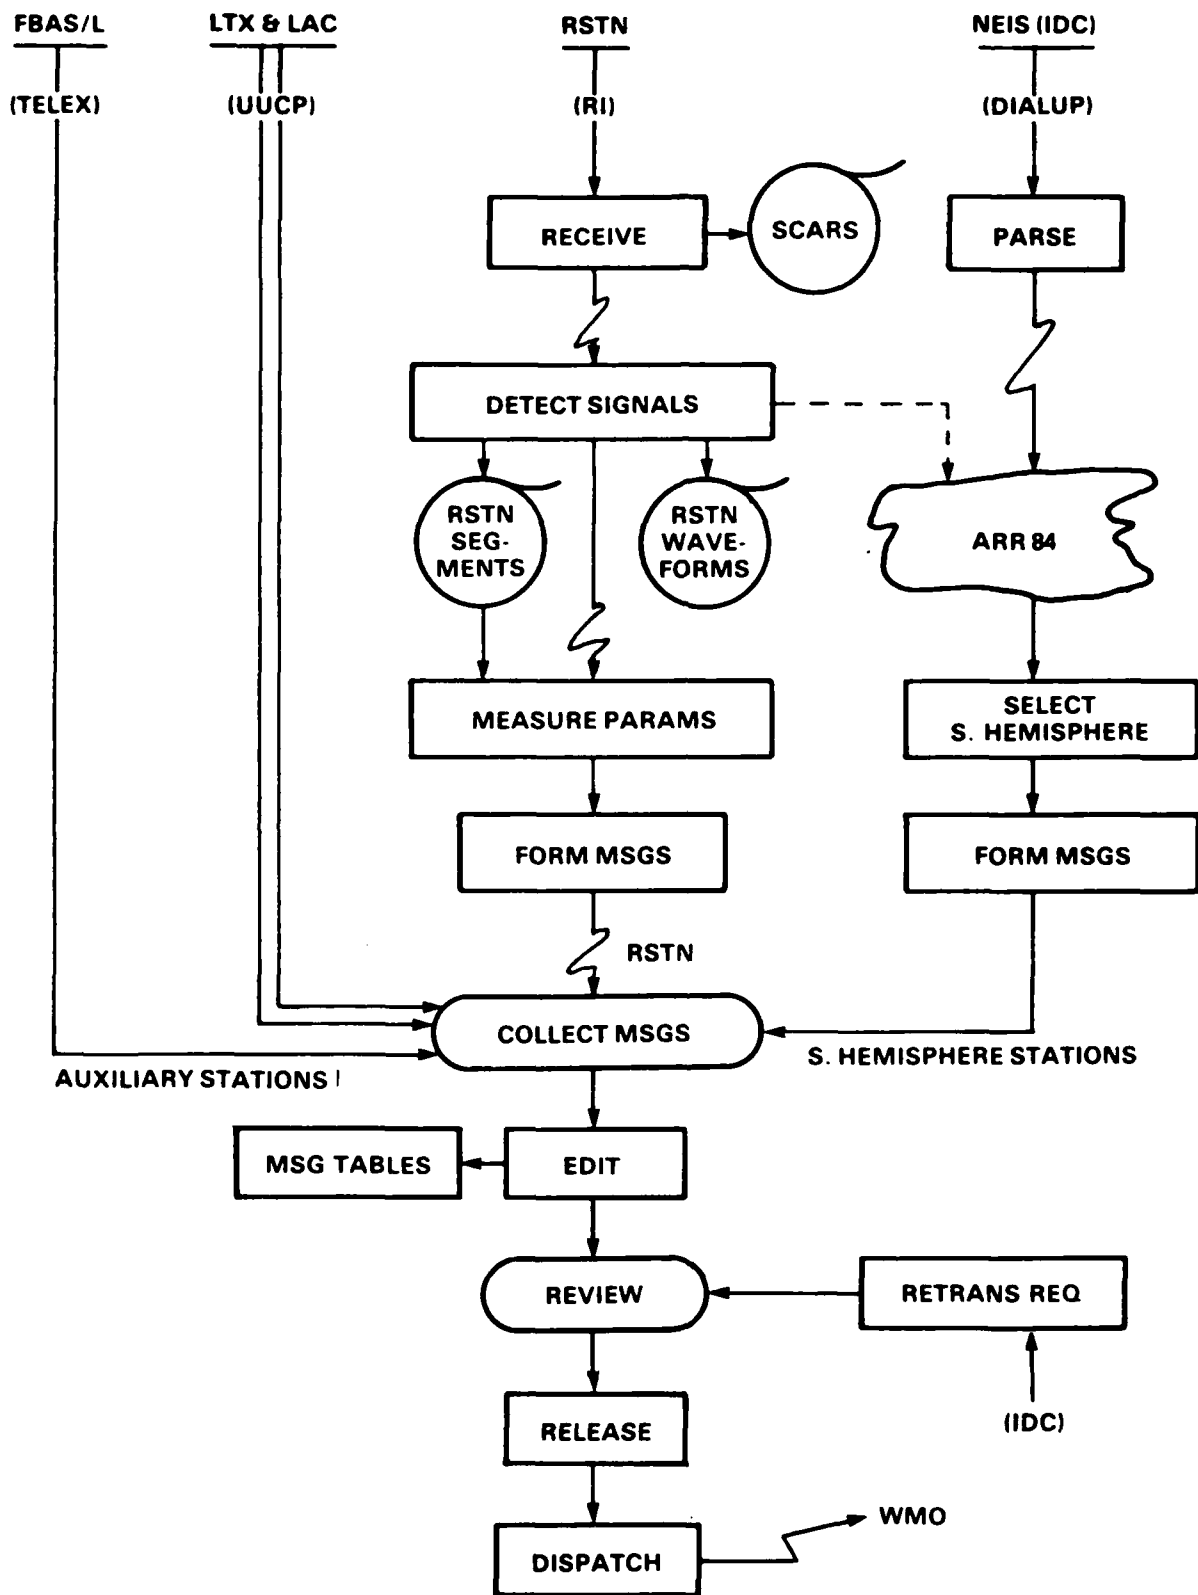 FBAS/L
LTX & LAC
RSTN
NEIS (IDC)
(TELEX)
(UUCP)
(RI)
(DIALUP)
RECEIVE
SCARS
PARSE
DETECT SIGNALS
RSTN
SEG-
MENTS
RSTN
WAVE-
FORMS
ARR 84
MEASURE PARAMS
SELECT
S. HEMISPHERE
FORM MSGS
FORM MSGS
RSTN
COLLECT MSGS
S. HEMISPHERE STATIONS
AUXILIARY STATIONS
MSG TABLES
EDIT
REVIEW
RETRANS REQ
RELEASE
(IDC)
DISPATCH
WMO